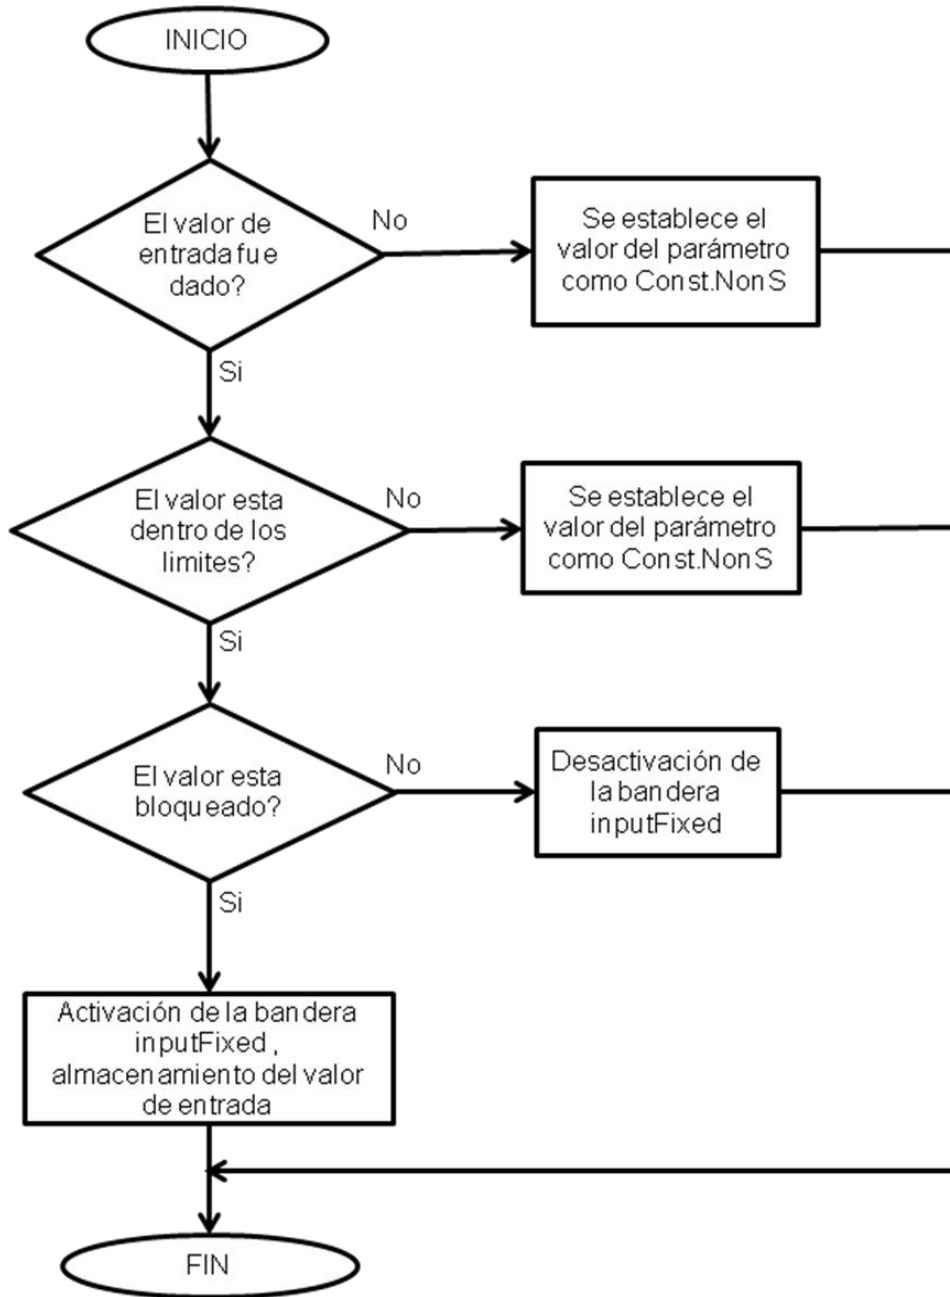 INICIO
El valor de
entrada fue
dado?
No
Se establece el
valor del parámetro
como Const.NonS
Si
El valor esta
dentro de los
limites?
No
Se establece el
valor del parámetro
como Const.NonS
Si
El valor esta
bloqueado?
No
Desactivación de
la bandera
inputFixed
Si
Activación de la bandera
inputFixed ,
almacenamiento del valor
de entrada
FIN